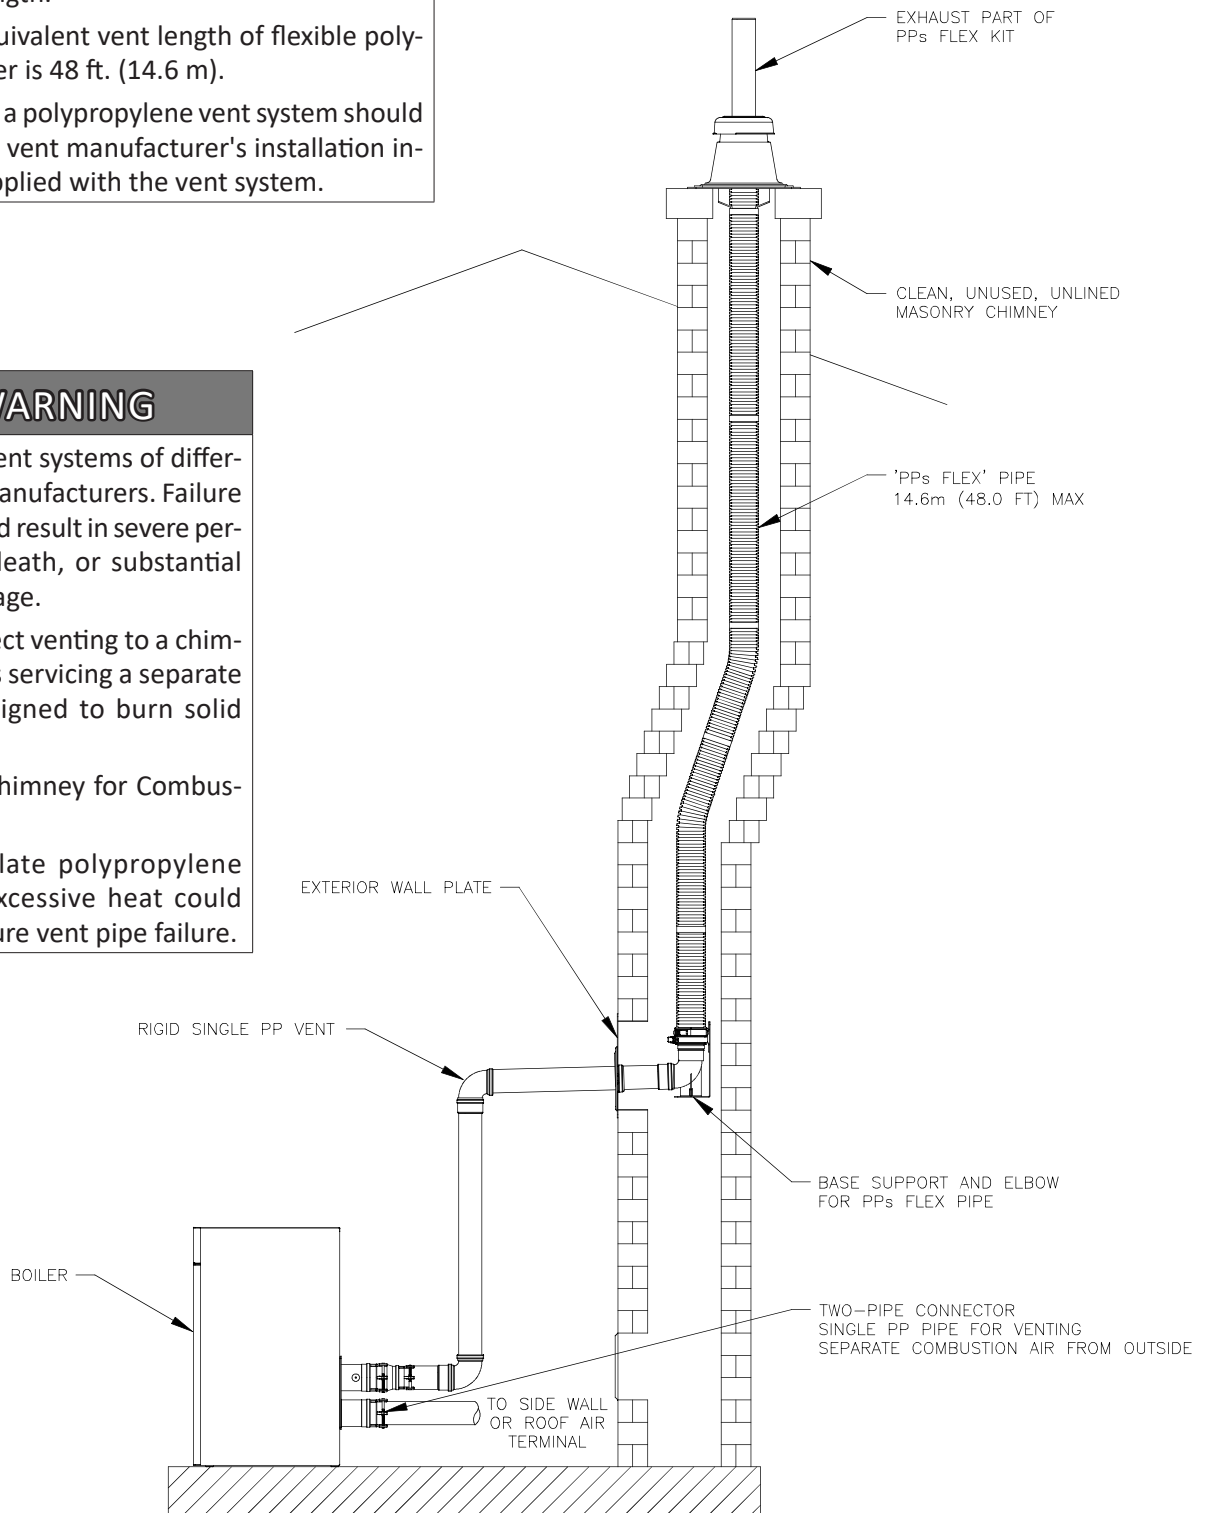 ngth.
uivalent vent length of flexible poly-
er is 48 ft. (14.6 m).
a polypropylene vent system should
vent manufacturer's installation in-
pplied with the vent system.
WARNING
ent systems of differ-
anufacturers. Failure
d result in severe per-
death, or substantial
age.
ect venting to a chim-
s servicing a separate
signed to burn solid
himney for Combus-
late polypropylene
xcessive heat could
ure vent pipe failure.
EXHAUST PART OF
PPs FLEX KIT
CLEAN, UNUSED, UNLINED
MASONRY CHIMNEY
'PPs FLEX' PIPE
14.6m (48.0 FT) MAX
EXTERIOR WALL PLATE
RIGID SINGLE PP VENT
BASE SUPPORT AND ELBOW
FOR PPs FLEX PIPE
BOILER
TWO-PIPE CONNECTOR
SINGLE PP PIPE FOR VENTING
SEPARATE COMBUSTION AIR FROM OUTSIDE
TO SIDE WALL
OR ROOF AIR
TERMINAL